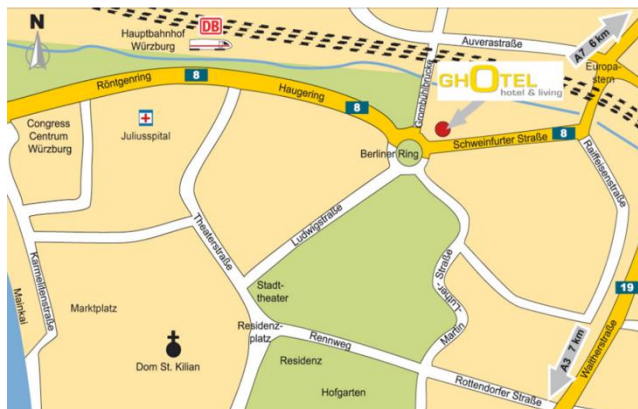 N
Hauptbahnhof
Würzburg
DB
Auverastraße
A7 6 km
Europa-
stern
GHOTEL
hotel & living
Grombühlbrücke
Röntgenring
8
Haugering
8
Schweinfurter Straße
8
Congress
Centrum
Würzburg
Juliusspital
Berliner Ring
Raiffeisenstraße
Theaterstraße
Ludwigstraße
Karmelitenstraße
Mainkai
Marktplatz
Stadt-
theater
Martin-
-Luther-
Straße
19
Residenz-
platz
Rennweg
Dom St. Kilian
Residenz
Hofgarten
Rottendorfer Straße
A3 7 km
Waltherstraße